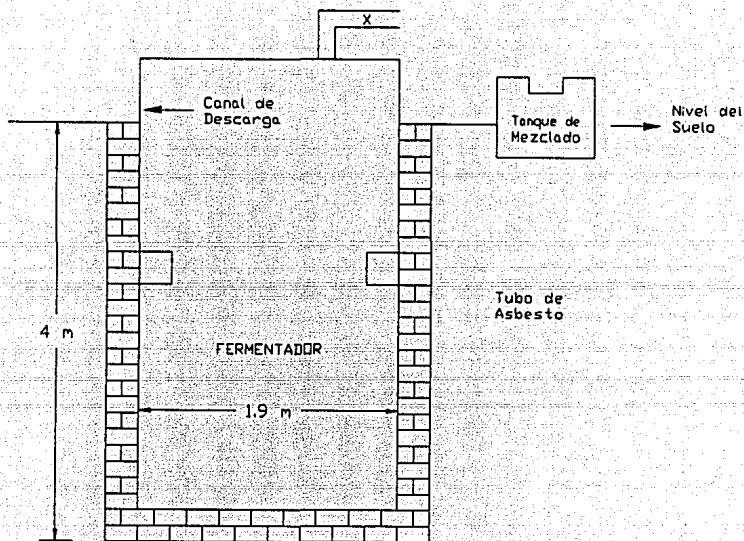 X
Canal de
Descarga
Tanque de
Mezclado
Nivel del
Suelo
4 m
Tubo de
Asbesto
FERMENTADOR
1.9 m